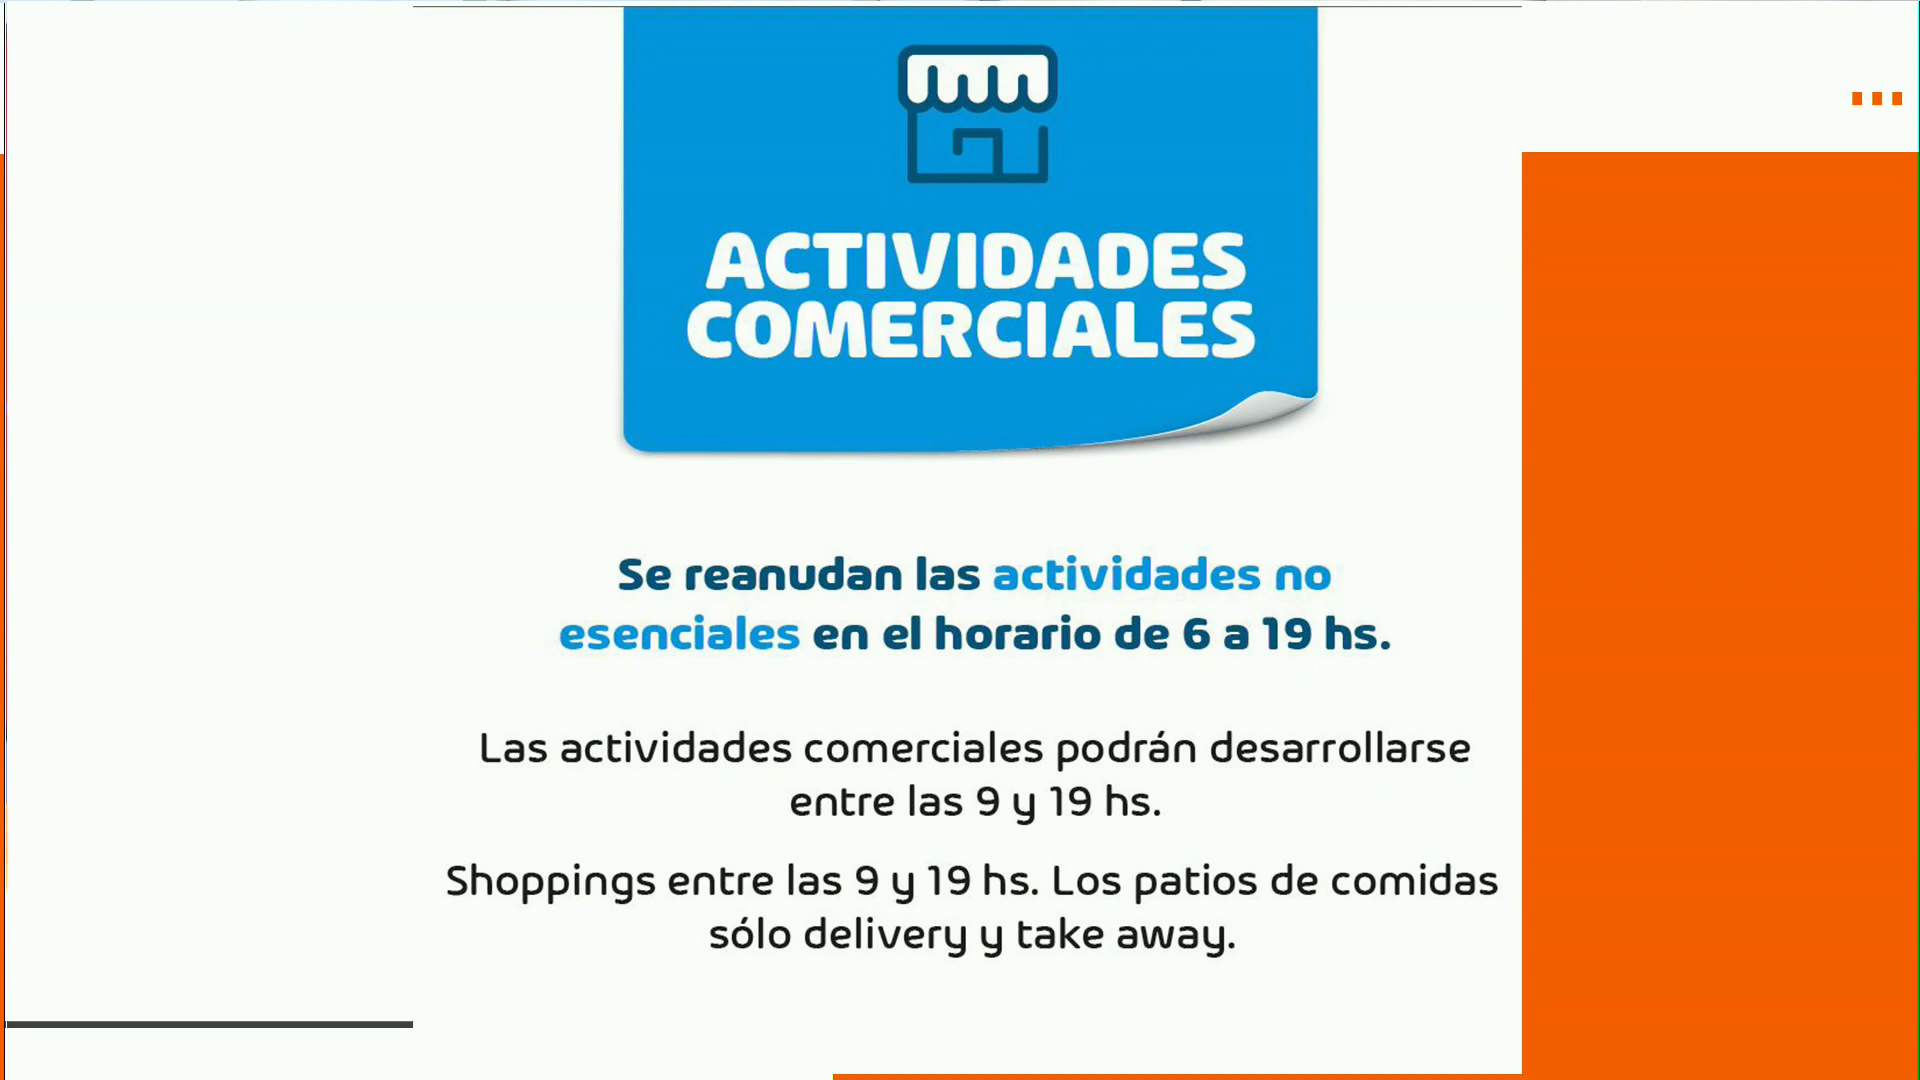 ACTIVIDADES
COMERCIALES
Se reanudan las actividades no
esenciales en el horario de 6 a 19 hs.
Las actividades comerciales podrán desarrollarse
entre las 9 y 19 hs.
Shoppings entre las 9 y 19 hs. Los patios de comidas
sólo delivery y take away.